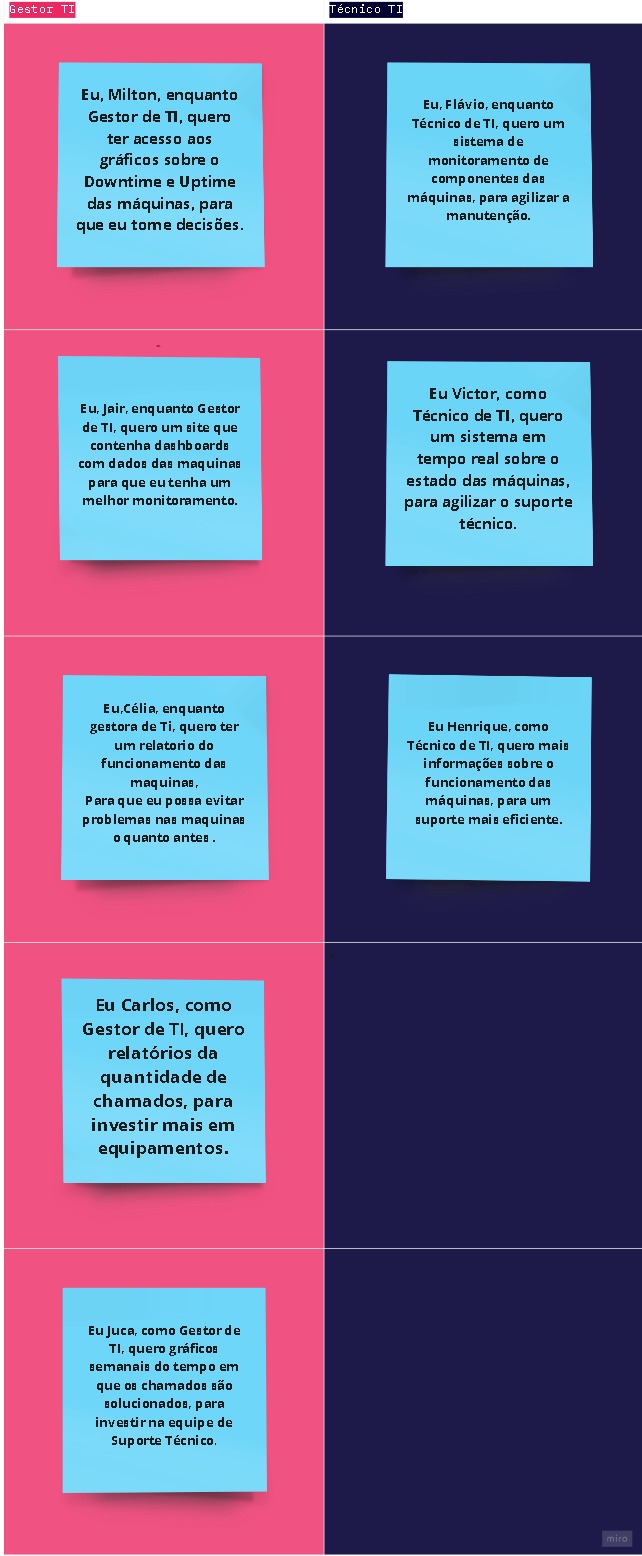 Gestor TI
Técnico TI
Eu, Milton, enquanto
Gestor de TI, quero
ter acesso aos
gráficos sobre o
Downtime e Uptime
das máquinas, para
que eu tome decisões.
Eu, Flávio, enquanto
Técnico de TI, quero um
sistema de
monitoramento de
componentes das
máquinas, para agilizar a
manutenção.
Eu, Jair, enquanto Gestor
de TI, quero um site que
contenha dashboards
com dados das maquinas
para que eu tenha um
melhor monitoramento.
Eu Victor, como
Técnico de TI, quero
um sistema em
tempo real sobre o
estado das máquinas,
para agilizar o suporte
técnico.
Eu,Célia, enquanto
gestora de Ti, quero ter
um relatorio do
funcionamento das
maquinas,
Para que eu possa evitar
problemas nas maquinas
o quanto antes .
Eu Henrique, como
Técnico de TI, quero mais
informações sobre o
funcionamento das
máquinas, para um
suporte mais eficiente.
Eu Carlos, como
Gestor de TI, quero
relatórios da
quantidade de
chamados, para
investir mais em
equipamentos.
Eu Juca, como Gestor de
TI, quero gráficos
semanais do tempo em
que os chamados são
solucionados, para
investir na equipe de
Suporte Técnico.
miro